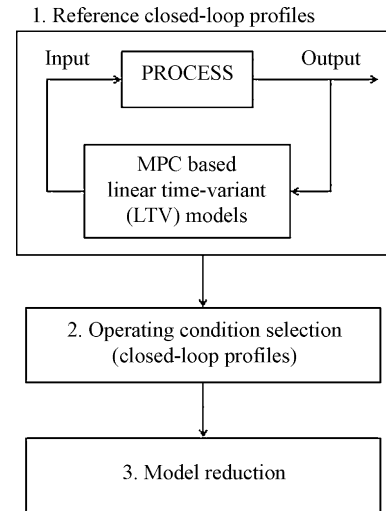 1. Reference closed-loop profiles
Input
PROCESS
Output
MPC based
linear time-variant
(LTV) models
2. Operating condition selection
(closed-loop profiles)
3. Model reduction